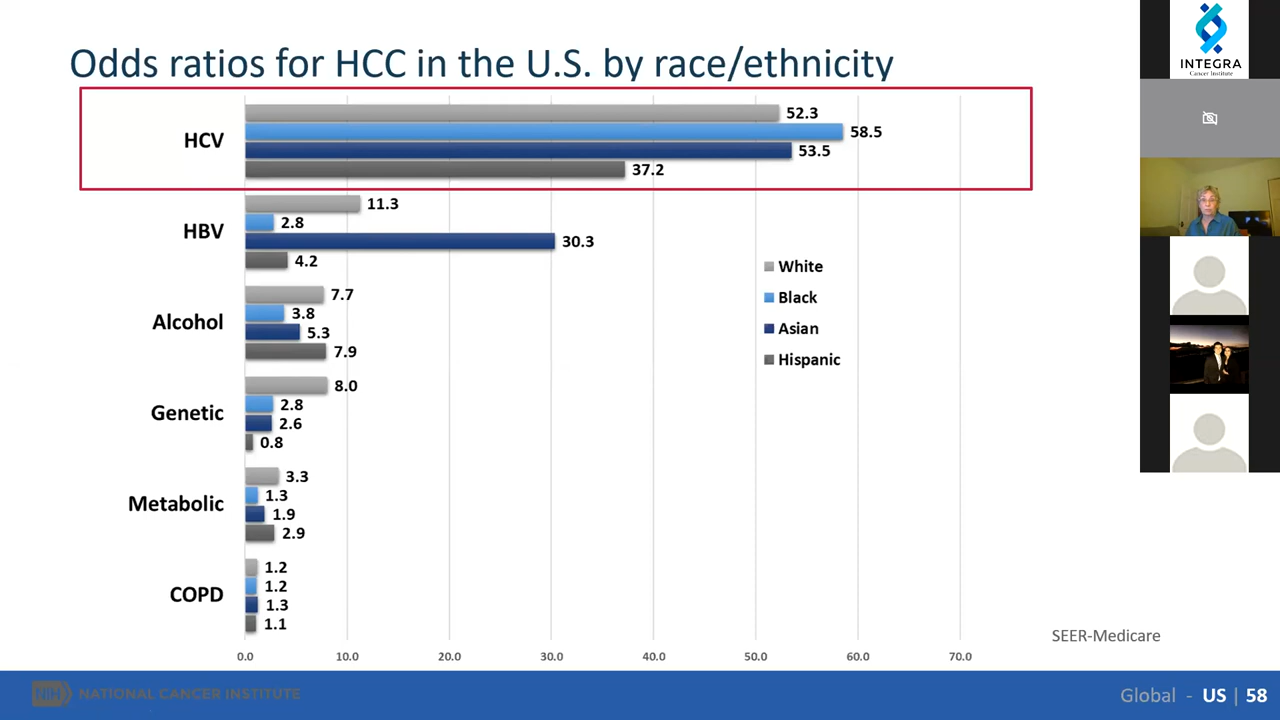 Odds ratios for HCC in the U.S. by race/ethnicity
INTEGRA
Cancer Institute
HCV
52.3
58.5
53.5
37.2
HBV
11.3
2.8
30.3
4.2
White
Black
Asian
Hispanic
Alcohol
7.7
3.8
5.3
7.9
Genetic
8.0
2.8
2.6
0.8
Metabolic
3.3
1.3
1.9
2.9
COPD
1.2
1.2
1.3
1.1
SEER-Medicare
0.0 10.0 20.0 30.0 40.0 50.0 60.0 70.0
NIH NATIONAL CANCER INSTITUTE
Global - US | 58